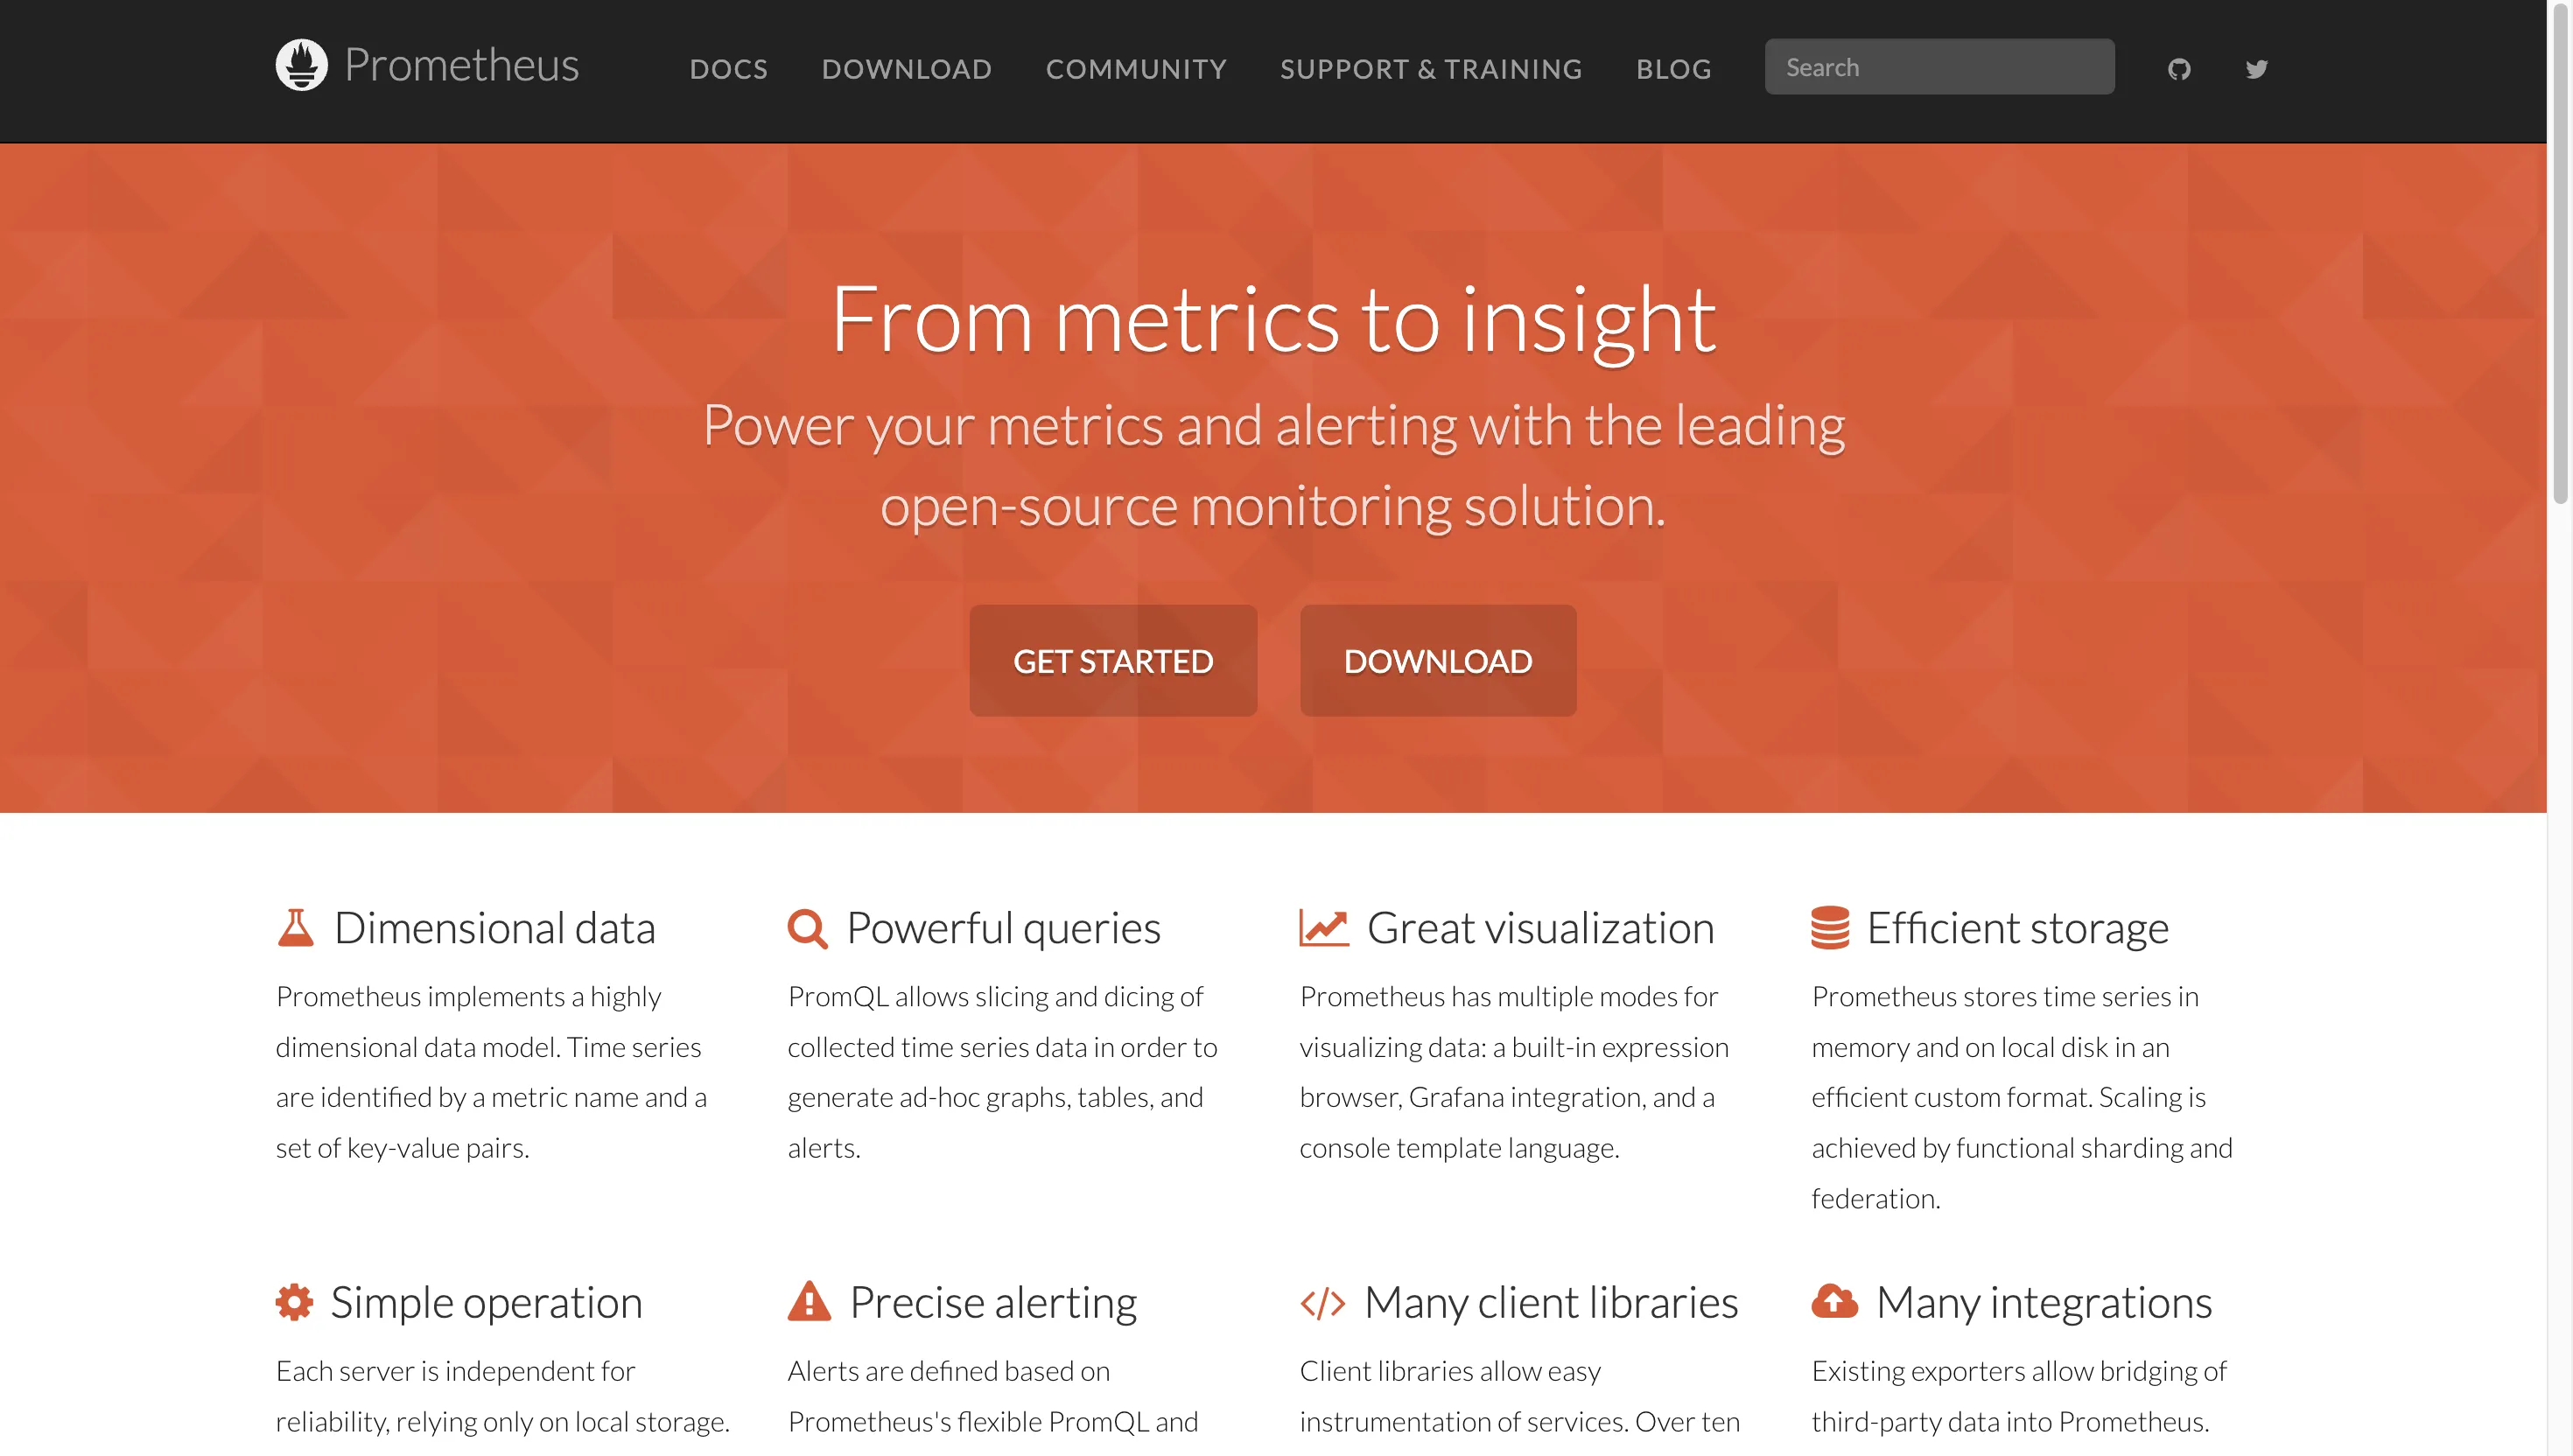 Prometheus
DOCS
DOWNLOAD
COMMUNITY
SUPPORT & TRAINING
BLOG
Search
From metrics to insight
Power your metrics and alerting with the leading
open-source monitoring solution.
GET STARTED
DOWNLOAD
Dimensional data
Prometheus implements a highly
dimensional data model. Time series
are identified by a metric name and a
set of key-value pairs.
Powerful queries
PromQL allows slicing and dicing of
collected time series data in order to
generate ad-hoc graphs, tables, and
alerts.
Great visualization
Prometheus has multiple modes for
visualizing data: a built-in expression
browser, Grafana integration, and a
console template language.
Efficient storage
Prometheus stores time series in
memory and on local disk in an
efficient custom format. Scaling is
achieved by functional sharding and
federation.
Simple operation
Each server is independent for
reliability, relying only on local storage.
Precise alerting
Alerts are defined based on
Prometheus's flexible PromQL and
Many client libraries
Client libraries allow easy
instrumentation of services. Over ten
Many integrations
Existing exporters allow bridging of
third-party data into Prometheus.